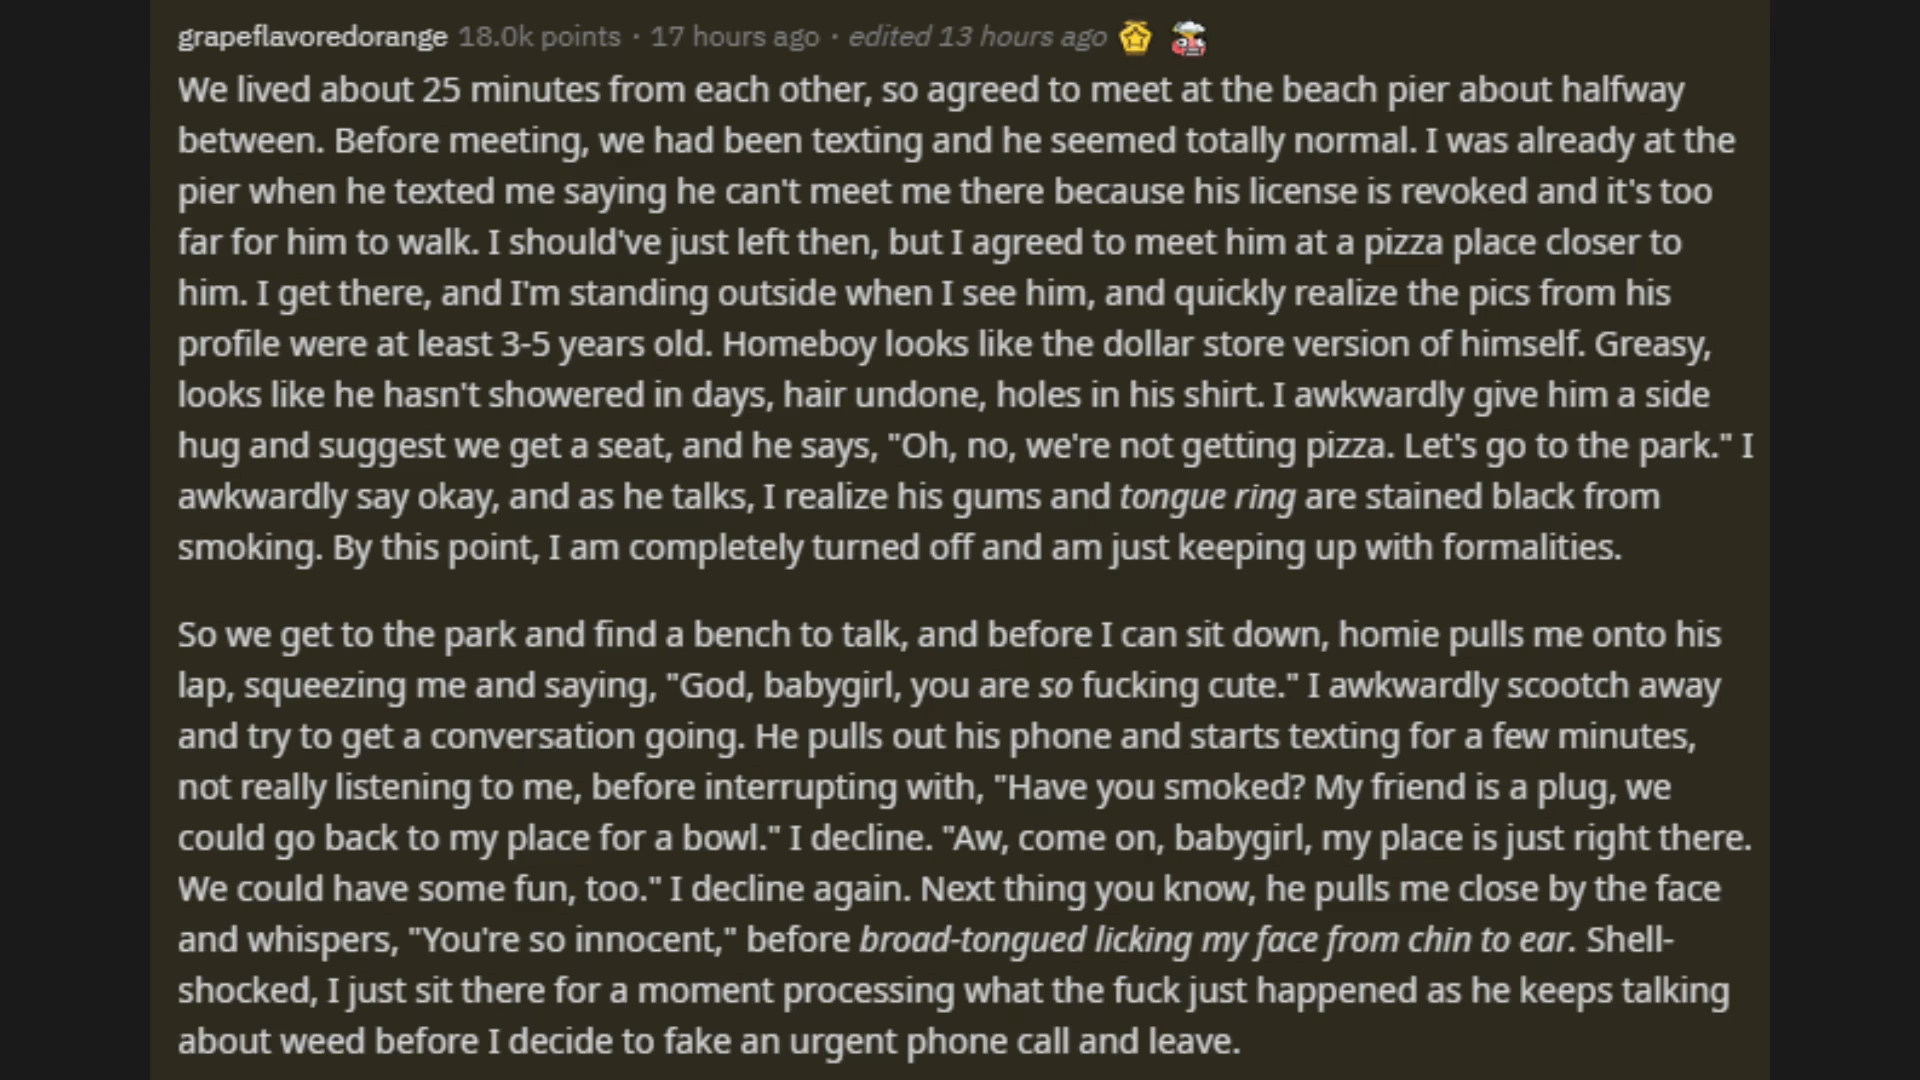 grapeflavoredorange 18.0k points · 17 hours ago · edited 13 hours ago
We lived about 25 minutes from each other, so agreed to meet at the beach pier about halfway
between. Before meeting, we had been texting and he seemed totally normal. I was already at the
pier when he texted me saying he can't meet me there because his license is revoked and it's too
far for him to walk. I should've just left then, but I agreed to meet him at a pizza place closer to
him. I get there, and I'm standing outside when I see him, and quickly realize the pics from his
profile were at least 3-5 years old. Homeboy looks like the dollar store version of himself. Greasy,
looks like he hasn't showered in days, hair undone, holes in his shirt. I awkwardly give him a side
hug and suggest we get a seat, and he says, "Oh, no, we're not getting pizza. Let's go to the park." I
awkwardly say okay, and as he talks, I realize his gums and tongue ring are stained black from
smoking. By this point, I am completely turned off and am just keeping up with formalities.
So we get to the park and find a bench to talk, and before I can sit down, homie pulls me onto his
lap, squeezing me and saying, "God, babygirl, you are so fucking cute." I awkwardly scootch away
and try to get a conversation going. He pulls out his phone and starts texting for a few minutes,
not really listening to me, before interrupting with, "Have you smoked? My friend is a plug, we
could go back to my place for a bowl." I decline. "Aw, come on, babygirl, my place is just right there.
We could have some fun, too." I decline again. Next thing you know, he pulls me close by the face
and whispers, "You're so innocent," before broad-tongued licking my face from chin to ear. Shell-
shocked, I just sit there for a moment processing what the fuck just happened as he keeps talking
about weed before I decide to fake an urgent phone call and leave.